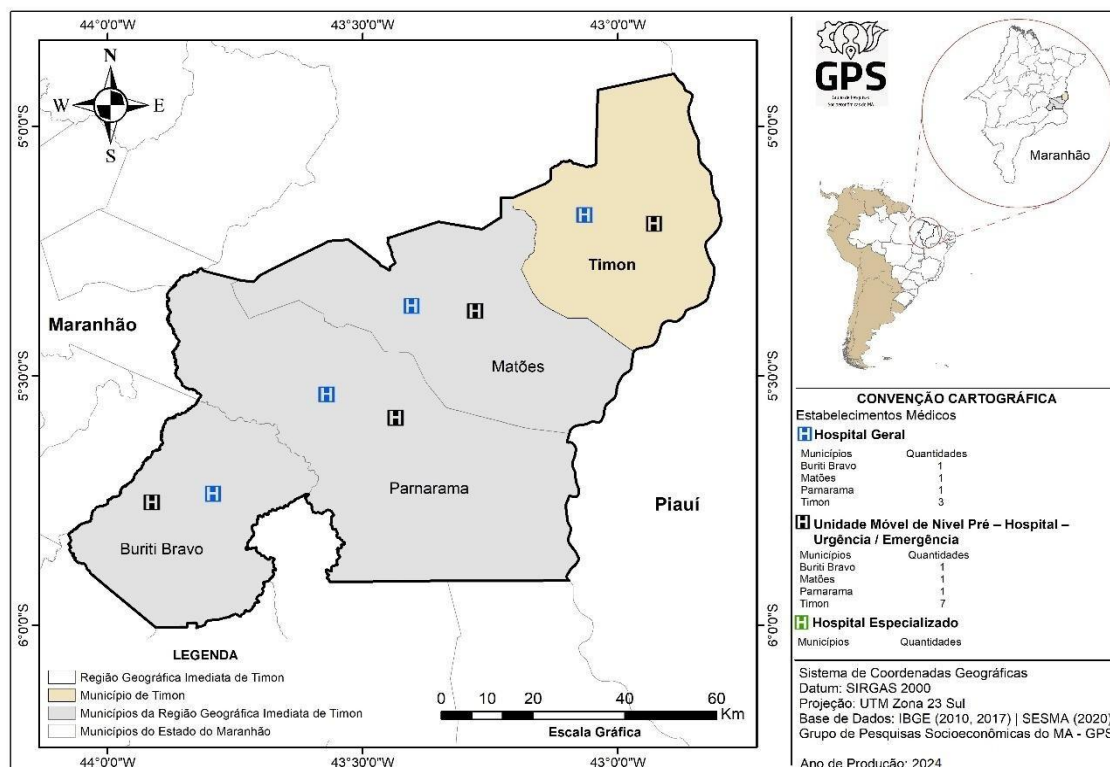 44°0'0"W 43°30'0"W 43°0'0"W
N
W E
S
5°0'0"S
5°30'0"S
6°0'0"S
5°0'0"S
5°30'0"S
6°0'0"S
H H
Timon
H H
Matões
Maranhão
H
H
Parnarama
Piauí
H H
Buriti Bravo
LEGENDA
Região Geográfica Imediata de Timon
Município de Timon
Municípios da Região Geográfica Imediata de Timon
Municípios do Estado do Maranhão
0 10 20 40 60
Km
Escala Gráfica
44°0'0"W 43°30'0"W 43°0'0"W
GPS
Grupo de Pesquisas
Socioeconômicas do MA
Maranhão
CONVENÇÃO CARTOGRÁFICA
Estabelecimentos Médicos
H Hospital Geral
Municípios Quantidades
Buriti Bravo 1
Matões 1
Parnarama 1
Timon 3
H Unidade Móvel de Nível Pré – Hospital –
Urgência / Emergência
Municípios Quantidades
Buriti Bravo 1
Matões 1
Parnarama 1
Timon 7
H Hospital Especializado
Municípios Quantidades
Sistema de Coordenadas Geográficas
Datum: SIRGAS 2000
Projeção: UTM Zona 23 Sul
Base de Dados: IBGE (2010, 2017) | SESMA (2020)
Grupo de Pesquisas Socioeconômicas do MA - GPS
Ano de Produção: 2024